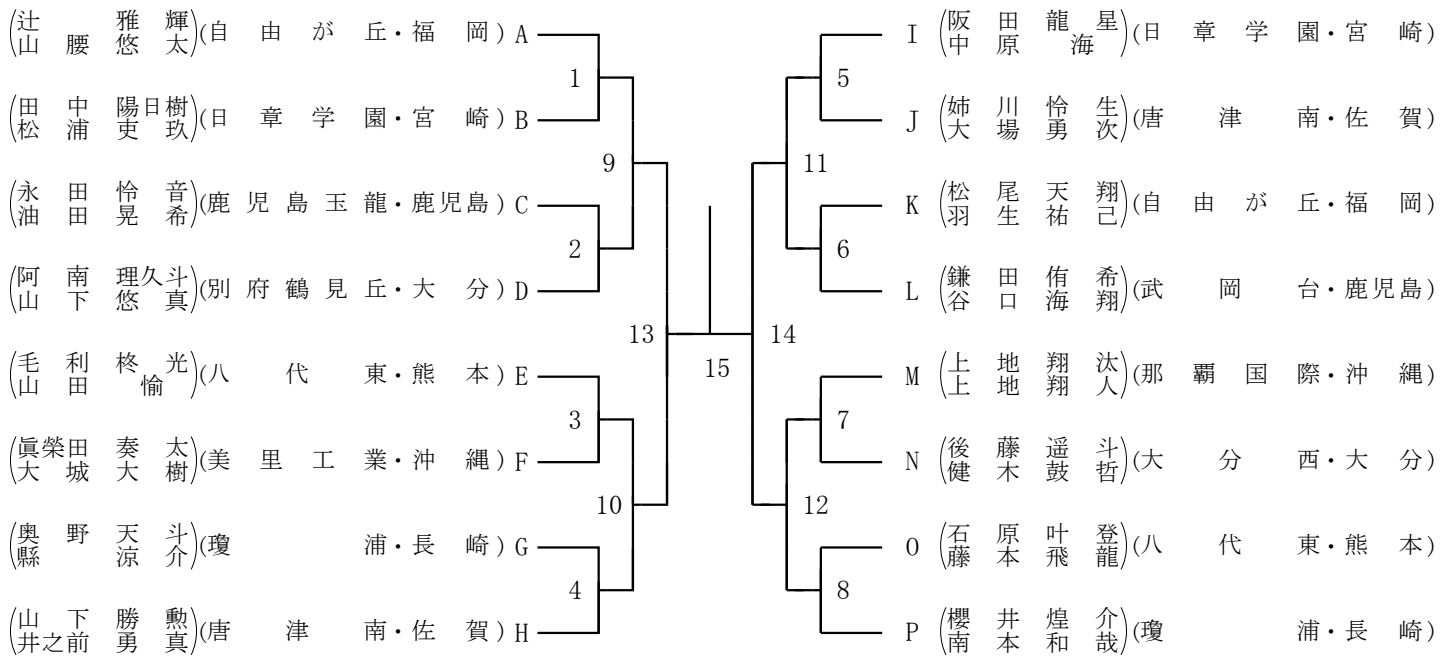 辻 雅輝
山腰悠太 (自由が丘・福岡) A
田中陽日樹
松浦吏玖 (日章学園・宮崎) B
永田怜音
油田晃希 (鹿児島玉龍・鹿児島) C
阿南理久斗
山下悠真 (別府鶴見丘・大分) D
毛利柊光
山田 愉 (八代東・熊本) E
眞榮田奏太
大城大樹 (美里工業・沖縄) F
奥野天斗
縣 涼介 (瓊浦・長崎) G
山下勝勲
井之前勇真 (唐津南・佐賀) H
1
2
3
4
9
10
13
15
14
11
12
5
6
7
8
I 阪田龍星
中原 海 (日章学園・宮崎)
J 姉川怜生
大場勇次 (唐津南・佐賀)
K 松尾天翔
羽生祐己 (自由が丘・福岡)
L 鎌田侑希
谷口海翔 (武岡台・鹿児島)
M 上地翔汰
上地翔人 (那覇国際・沖縄)
N 後藤遥斗
健木鼓哲 (大分西・大分)
O 石原叶登
藤本飛龍 (八代東・熊本)
P 櫻井煌介
南本和哉 (瓊浦・長崎)